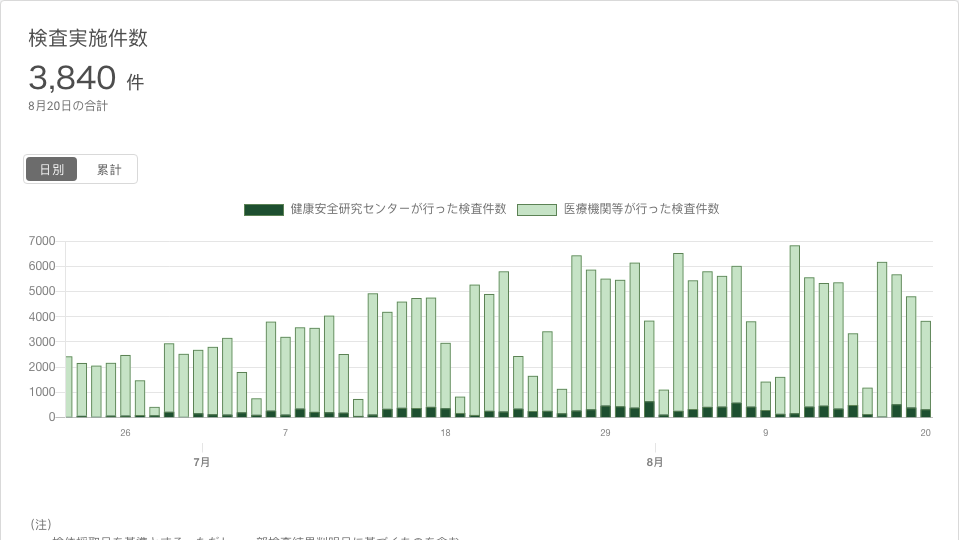 検査実施件数
3,840 件
8月20日の合計
日別 累計
健康安全研究センターが行った検査件数 医療機関等が行った検査件数
7000
6000
5000
4000
3000
2000
1000
0
26 7 18 29 9 20
7月 8月
(注)